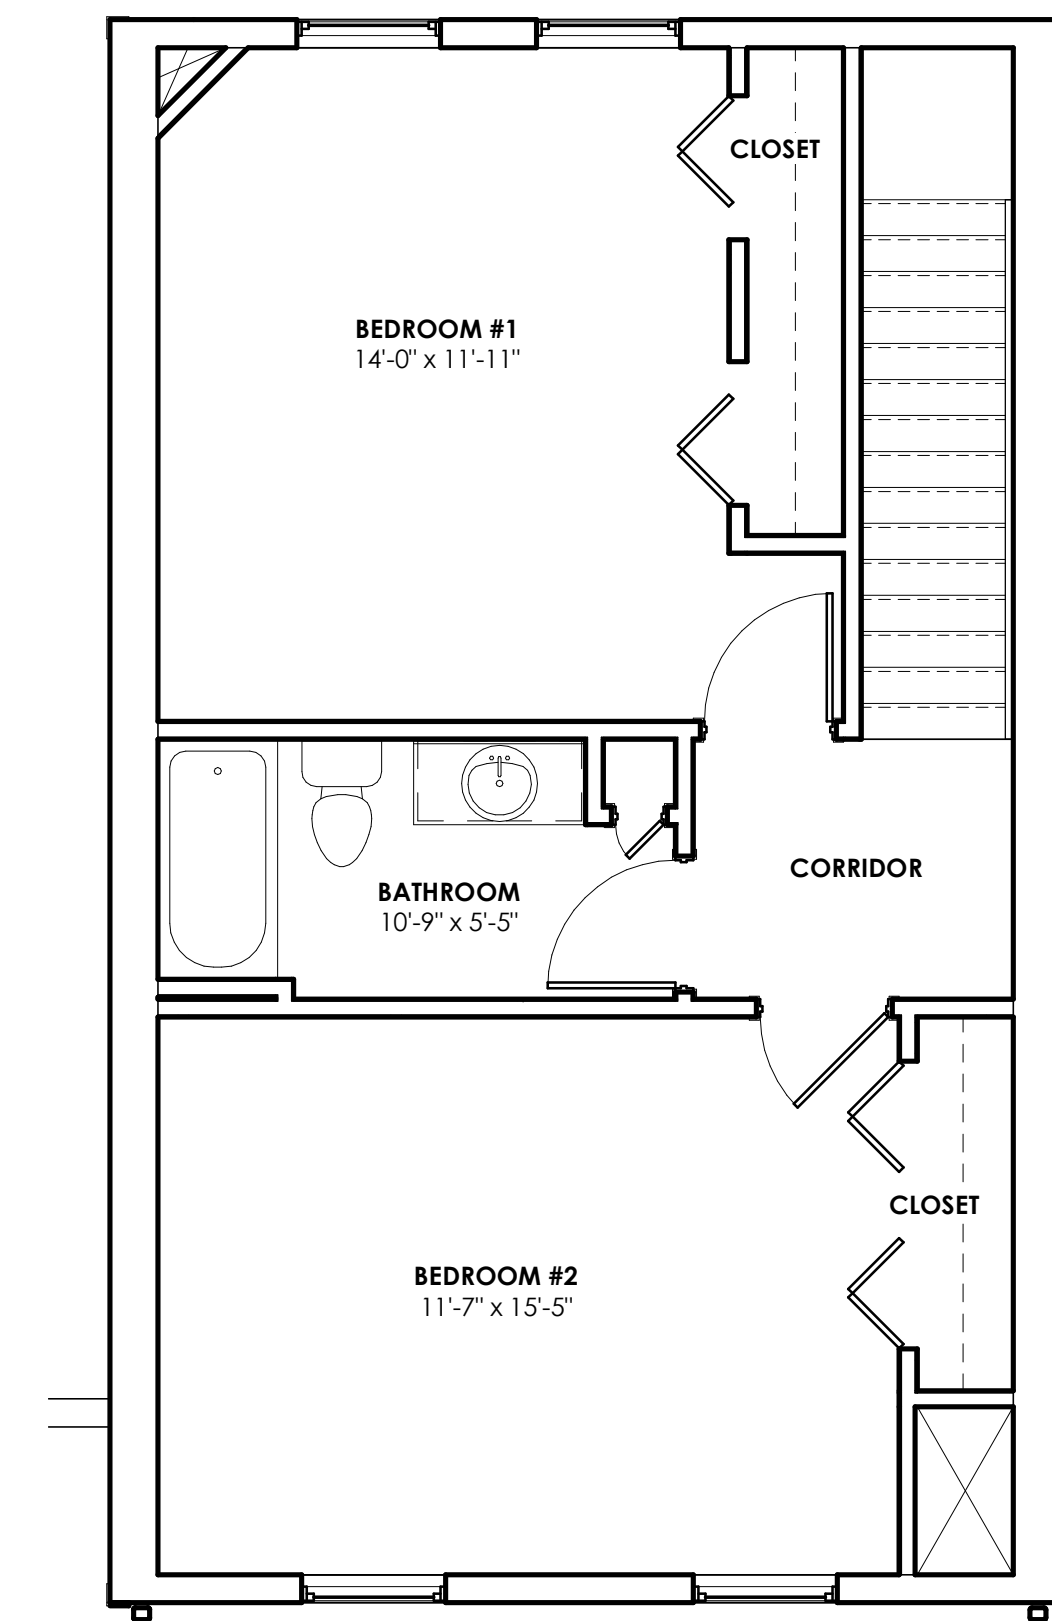 CLOSET
BEDROOM #1
14'-0" x 11'-11"
CORRIDOR
BATHROOM
10'-9" x 5'-5"
CLOSET
BEDROOM #2
11'-7" x 15'-5"